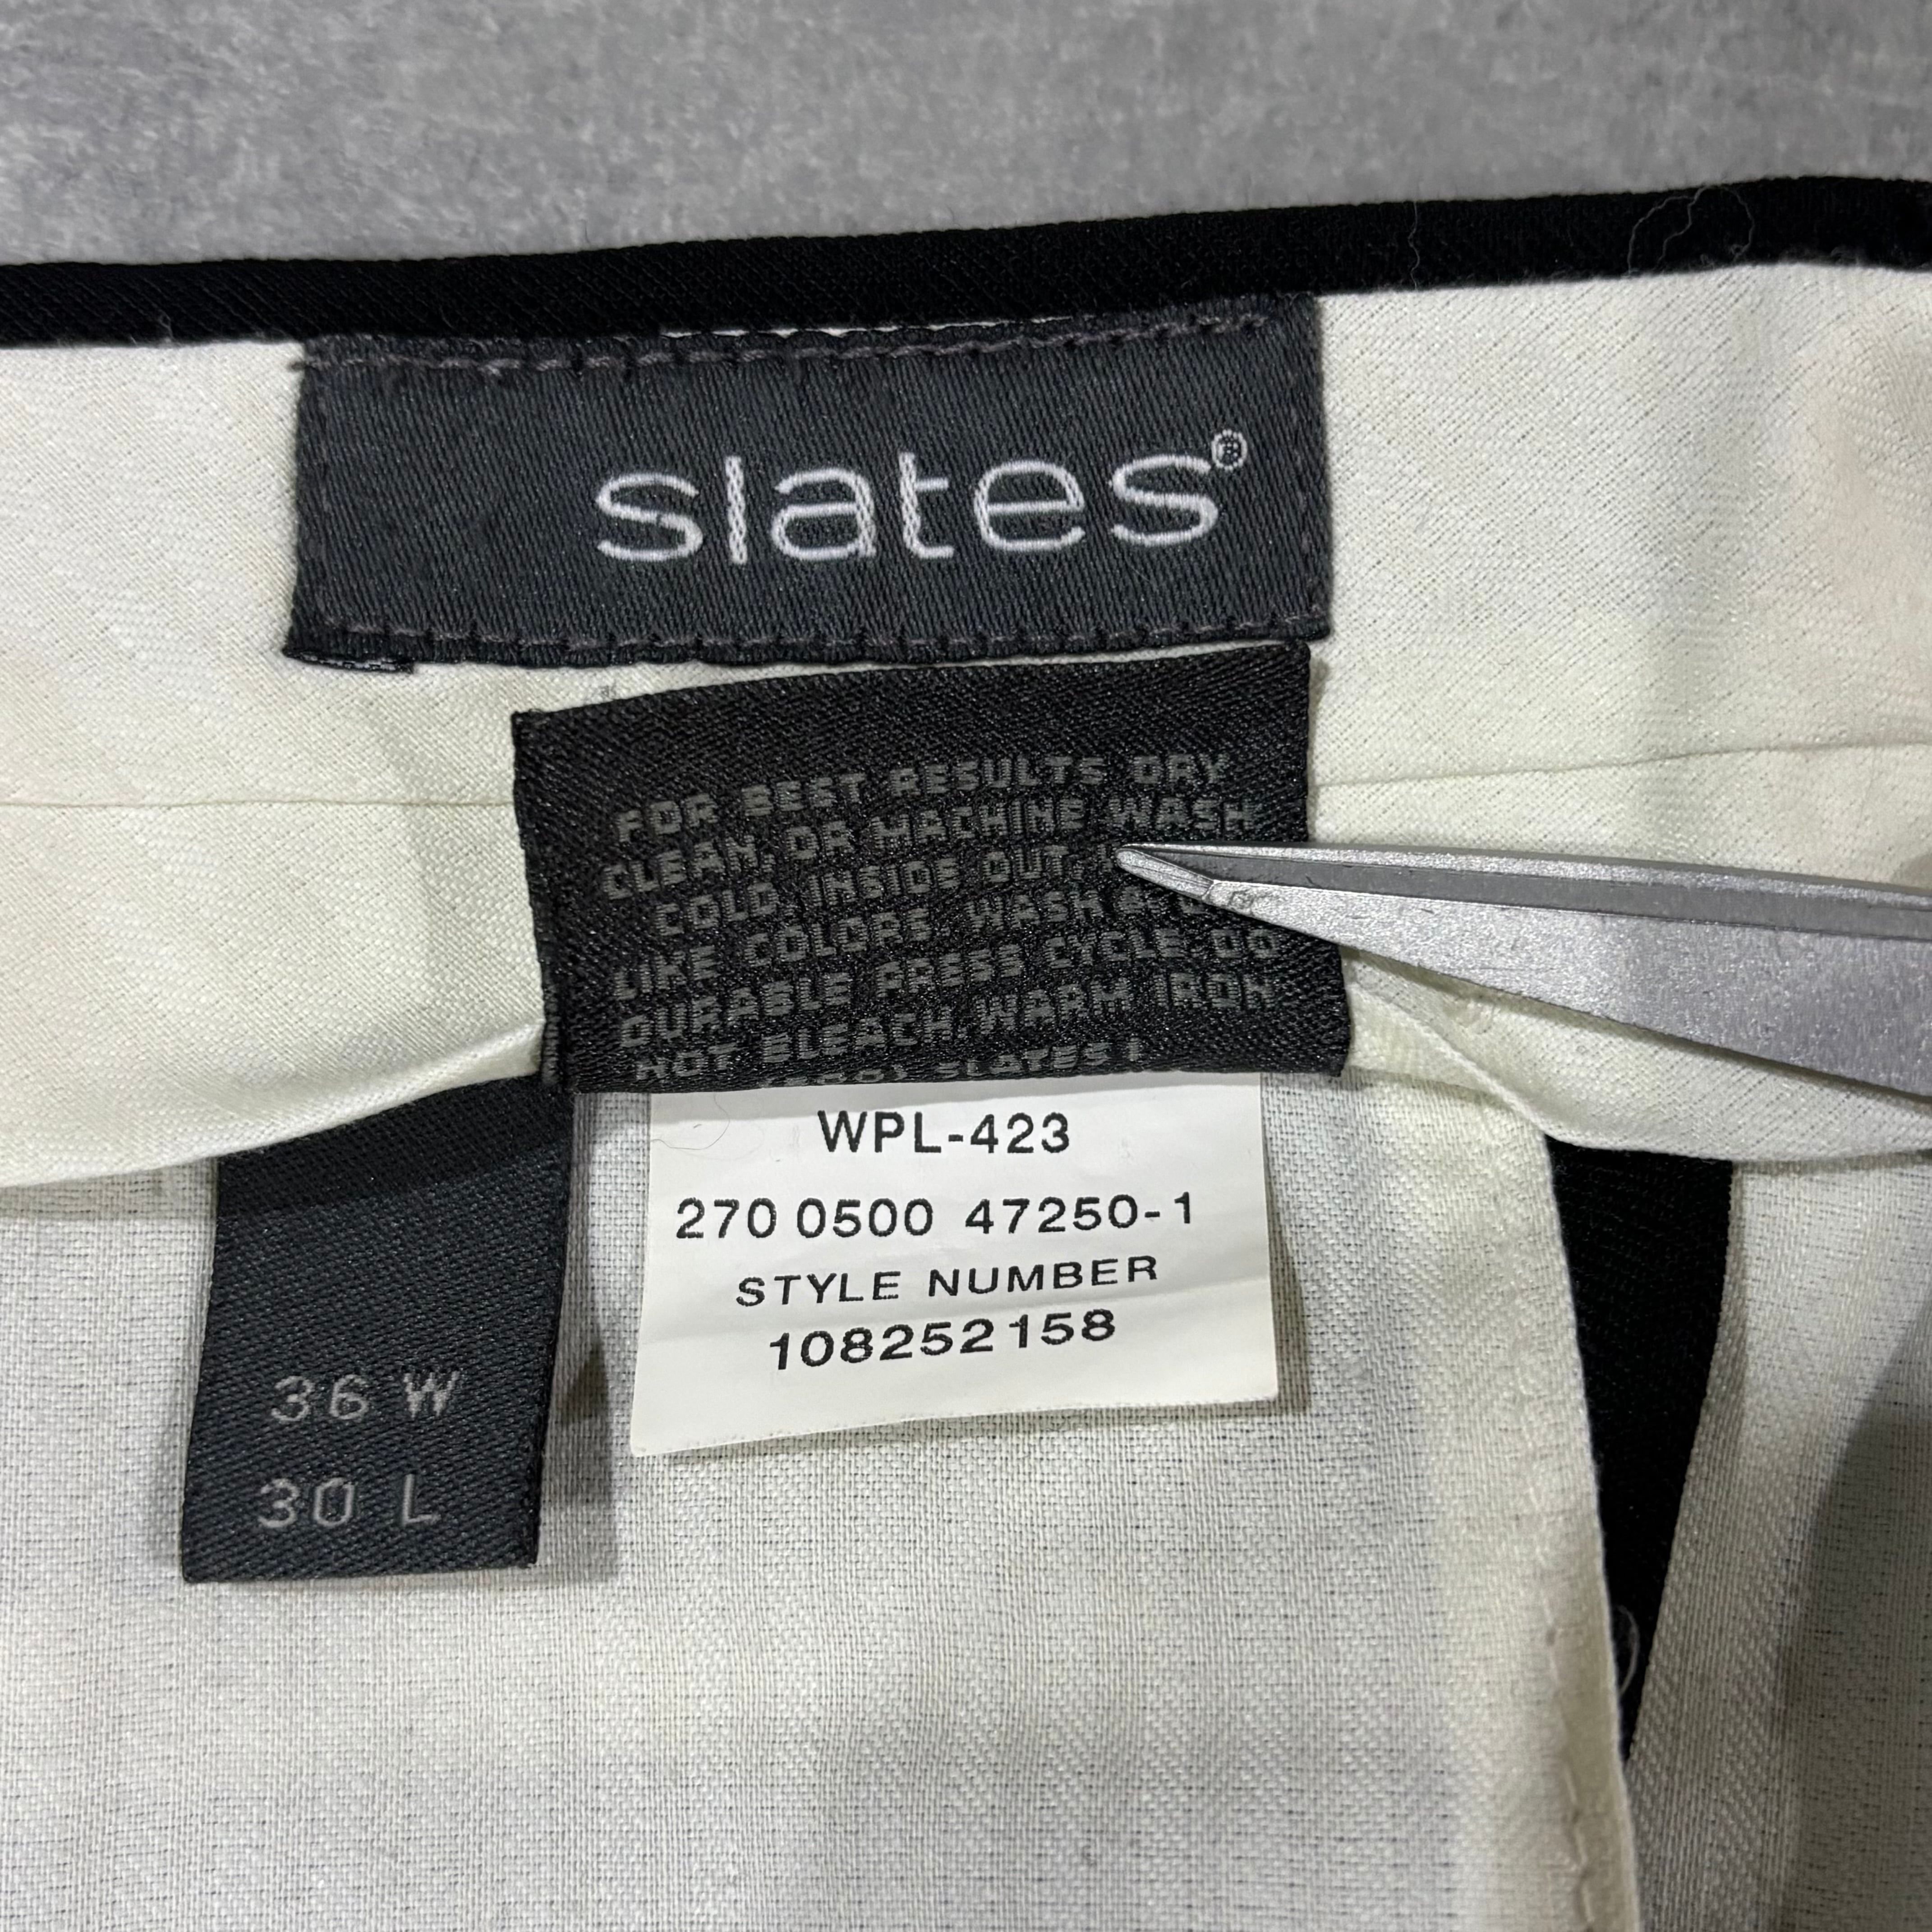 slates®
FOR BEST RESULTS DRY
CLEAN, OR MACHINE WASH
COLD, INSIDE OUT,
LIKE COLORS. WASH &
DURABLE PRESS CYCLE. DO
NOT BLEACH. WARM IRON
SLATES
WPL-423
270 0500 47250-1
STYLE NUMBER
108252158
36 W
30 L